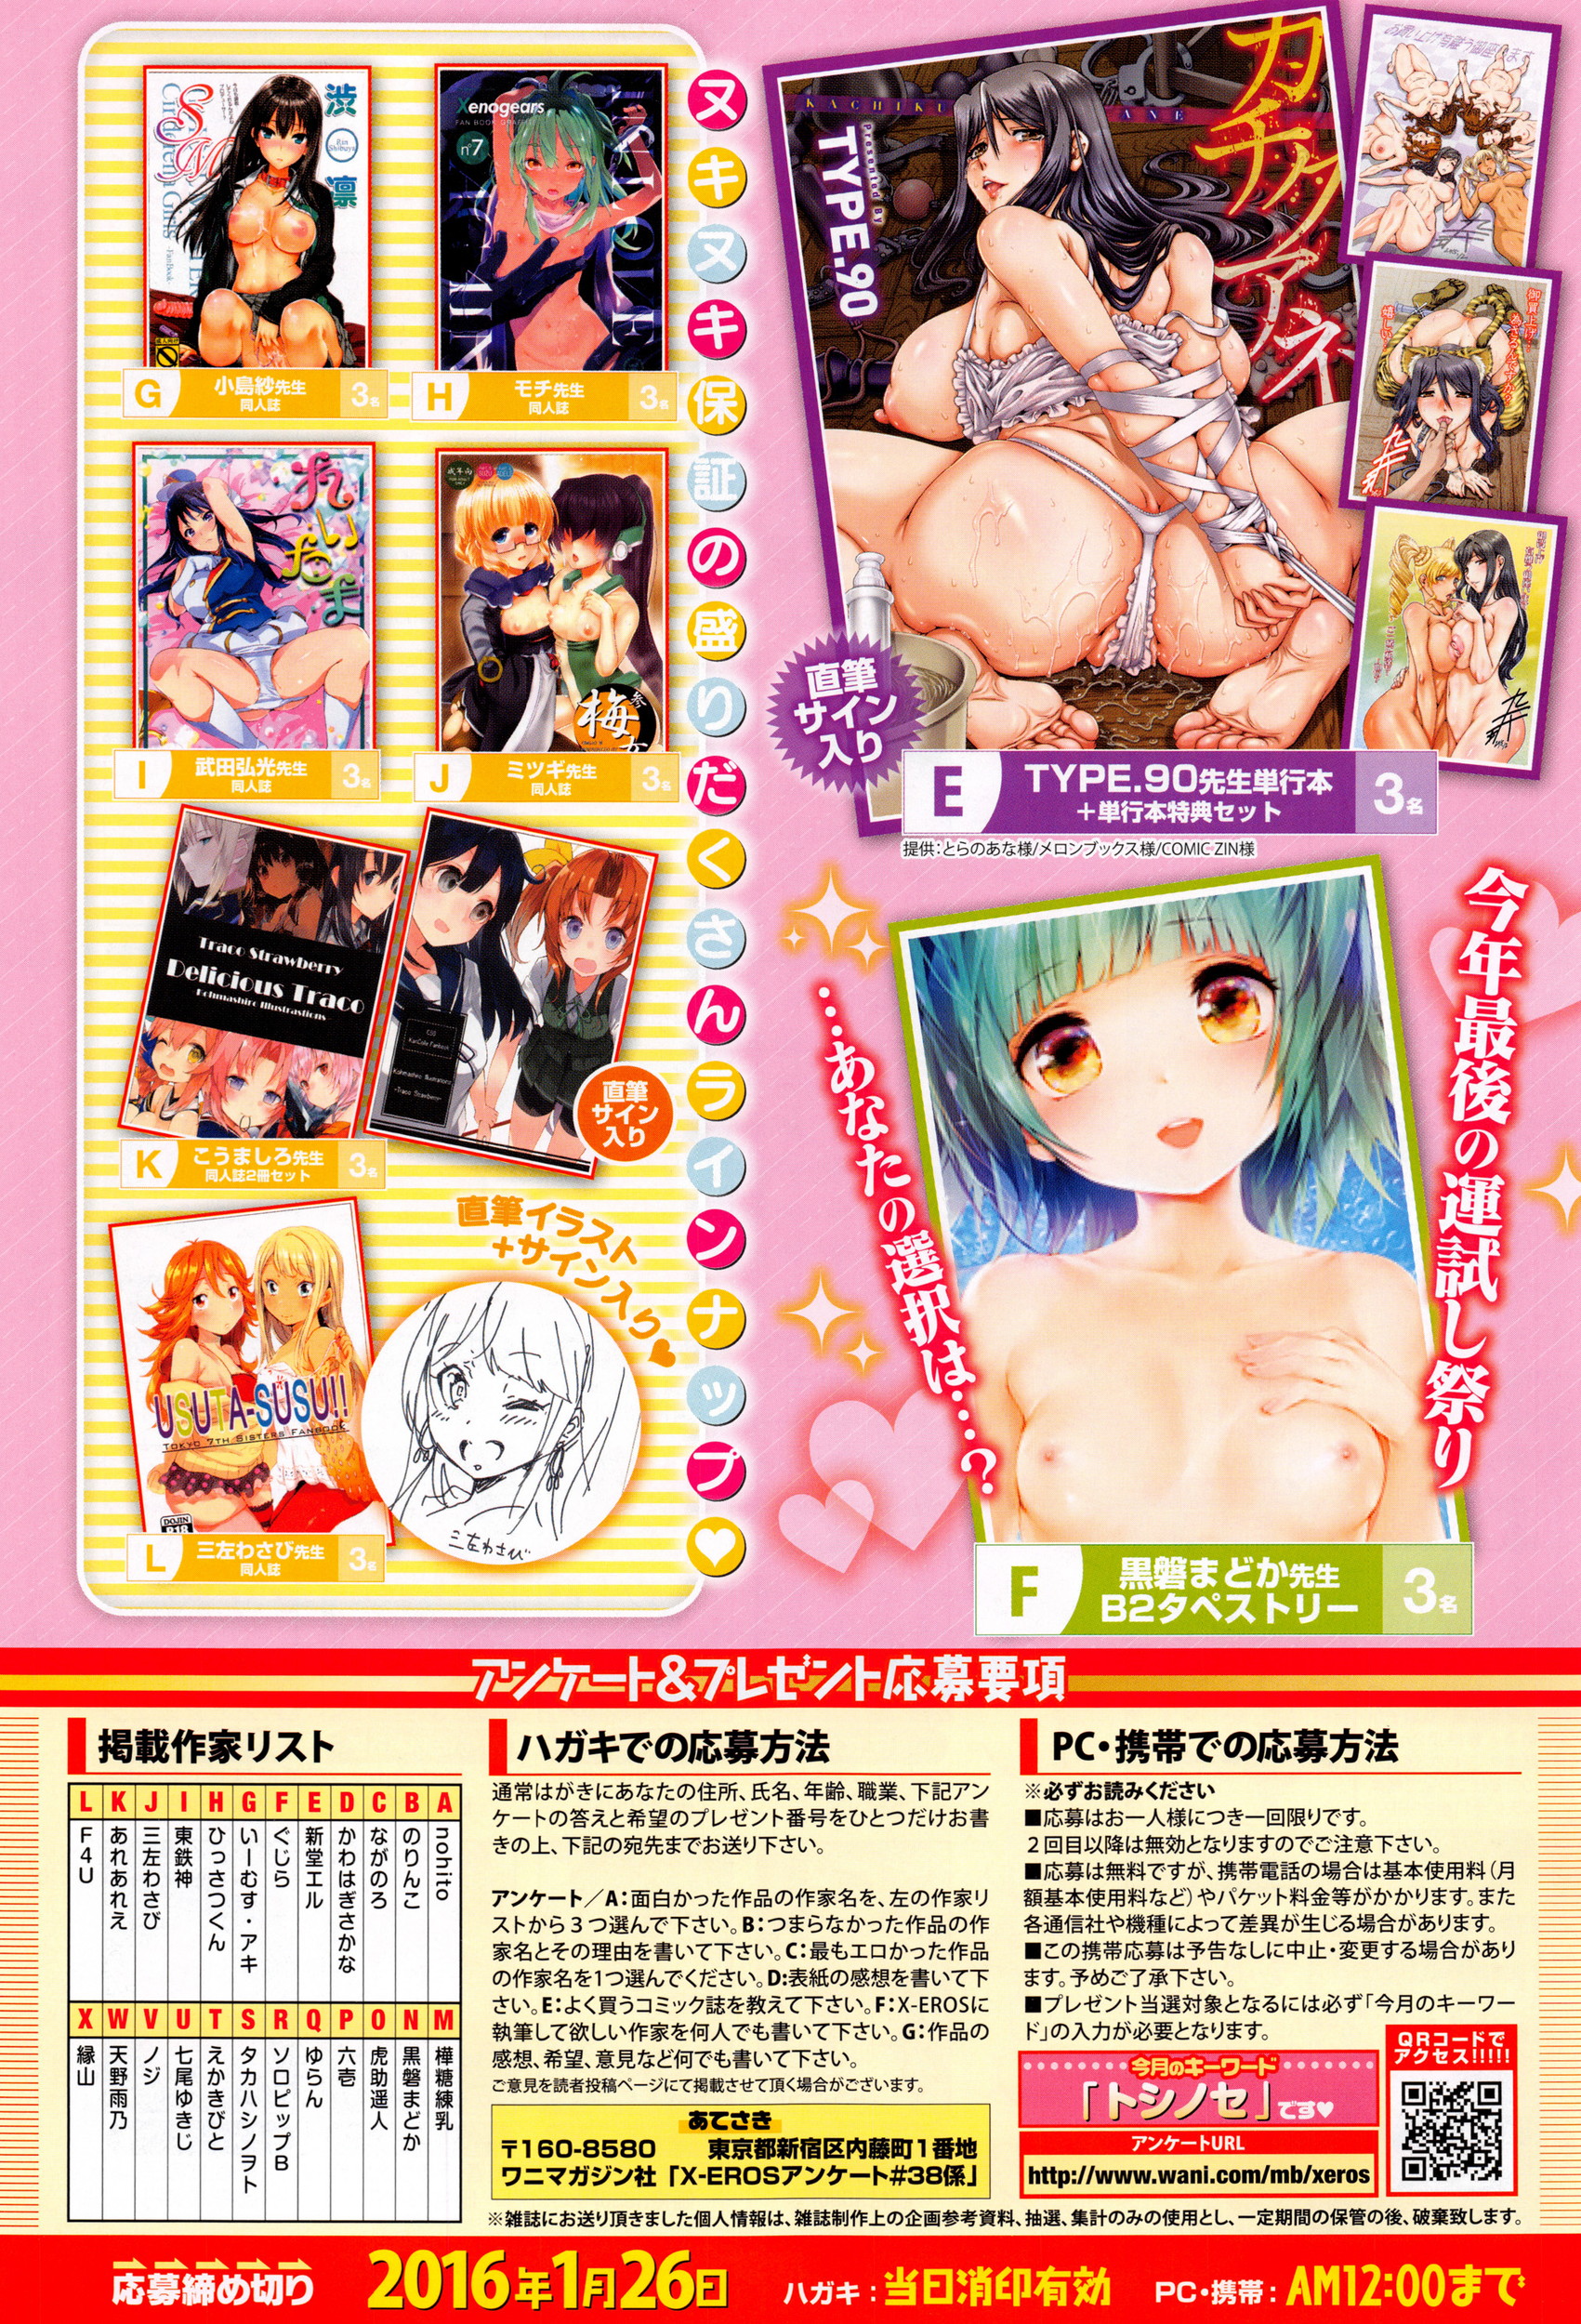 ヌキヌキ保証の盛りだくさんラインナップ♥
渋
凛
Rin Shibuya
SM
Xenogears
FAN BOOK
n°7
G 小島紗先生 3名
同人誌
H モチ先生 3名
同人誌
I 武田弘光先生 3名
同人誌
J ミツギ先生 3名
同人誌
Traco Strawberry
Delicious Traco
Kohmashiro Illustrations
直筆
サイン
入り
K こうましろ先生 3名
同人誌2冊セット
直筆イラスト
+サイン入り♥
USUTA-SUSU!!
TOKYO 7TH SISTERS FANBOOK
三左わさび
L 三左わさび先生 3名
同人誌
カチクアネ
Presented By
TYPE.90
直筆
サイン
入り
E TYPE.90先生単行本 3名
+単行本特典セット
提供:とらのあな様/メロンブックス様/COMIC ZIN様
今年最後の運試し祭り
…あなたの選択は…?
F 黒磐まどか先生 3名
B2タペストリー
アンケート&プレゼント応募要項
掲載作家リスト
A nohito
B のりんこ
C ながのろ
D かわはぎさかな
E 新堂エル
F ぐじら
G いーむす・アキ
H ひっさつくん
I 東鉄神
J 三左わさび
K あれあれえ
L F4U
M 樺糖練乳
N 黒磐まどか
O 虎助遥人
P 六壱
Q ゆらん
R ソロピップB
S タカハシノヲト
T えかきびと
U 七尾ゆきじ
V ノジ
W 天野雨乃
X 縁山
ハガキでの応募方法
通常はがきにあなたの住所、氏名、年齢、職業、下記アン
ケートの答えと希望のプレゼント番号をひとつだけお書
きの上、下記の宛先までお送り下さい。
アンケート/A:面白かった作品の作家名を、左の作家リ
ストから3つ選んで下さい。B:つまらなかった作品の作
家名とその理由を書いて下さい。C:最もエロかった作品
の作家名を1つ選んでください。D:表紙の感想を書いて下
さい。E:よく買うコミック誌を教えて下さい。F:X-EROSに
執筆して欲しい作家を何人でも書いて下さい。G:作品の
感想、希望、意見など何でも書いて下さい。
ご意見を読者投稿ページにて掲載させて頂く場合がございます。
あてさき
〒160-8580 東京都新宿区内藤町1番地
ワニマガジン社「X-EROSアンケート#38係」
PC・携帯での応募方法
※必ずお読みください
■応募はお一人様につき一回限りです。
2回目以降は無効となりますのでご注意下さい。
■応募は無料ですが、携帯電話の場合は基本使用料(月
額基本使用料など)やパケット料金等がかかります。また
各通信社や機種によって差異が生じる場合があります。
■この携帯応募は予告なしに中止・変更する場合があり
ます。予めご了承下さい。
■プレゼント当選対象となるには必ず「今月のキーワー
ド」の入力が必要となります。
今月のキーワード
「トシノセ」です♥
アンケートURL
http://www.wani.com/mb/xeros
QRコードで
アクセス!!!!!
※雑誌にお送り頂きました個人情報は、雑誌制作上の企画参考資料、抽選、集計のみの使用とし、一定期間の保管の後、破棄致します。
応募締め切り 2016年1月26日 ハガキ:当日消印有効 PC・携帯:AM12:00まで